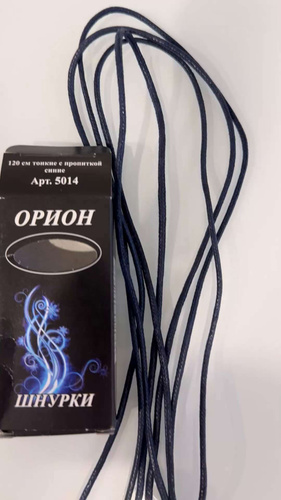 120 см тонкие с пропиткой
синие
Арт. 5014
ОРИОН
ШНУРКИ